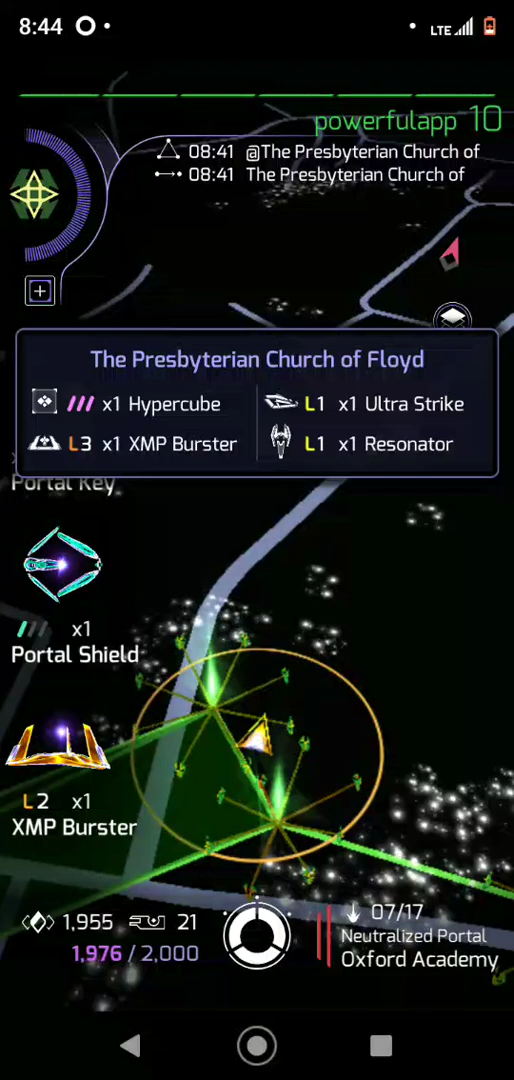 8:44
LTE
powerfulapp 10
08:41 @The Presbyterian Church of
08:41 The Presbyterian Church of
The Presbyterian Church of Floyd
x1 Hypercube
L1 x1 Ultra Strike
L3 x1 XMP Burster
L1 x1 Resonator
Portal Key
x1
Portal Shield
L2 x1
XMP Burster
1,955 21
1,976 / 2,000
07/17
Neutralized Portal
Oxford Academy